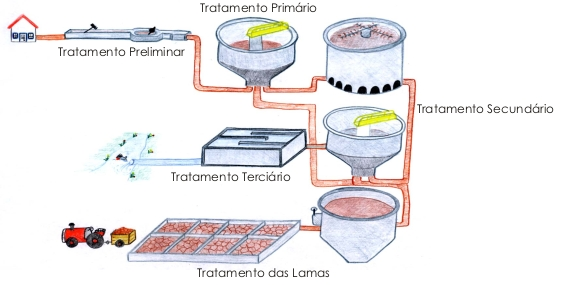 Tratamento Primário
Tratamento Preliminar
Tratamento Secundário
Tratamento Terciário
Tratamento das Lamas